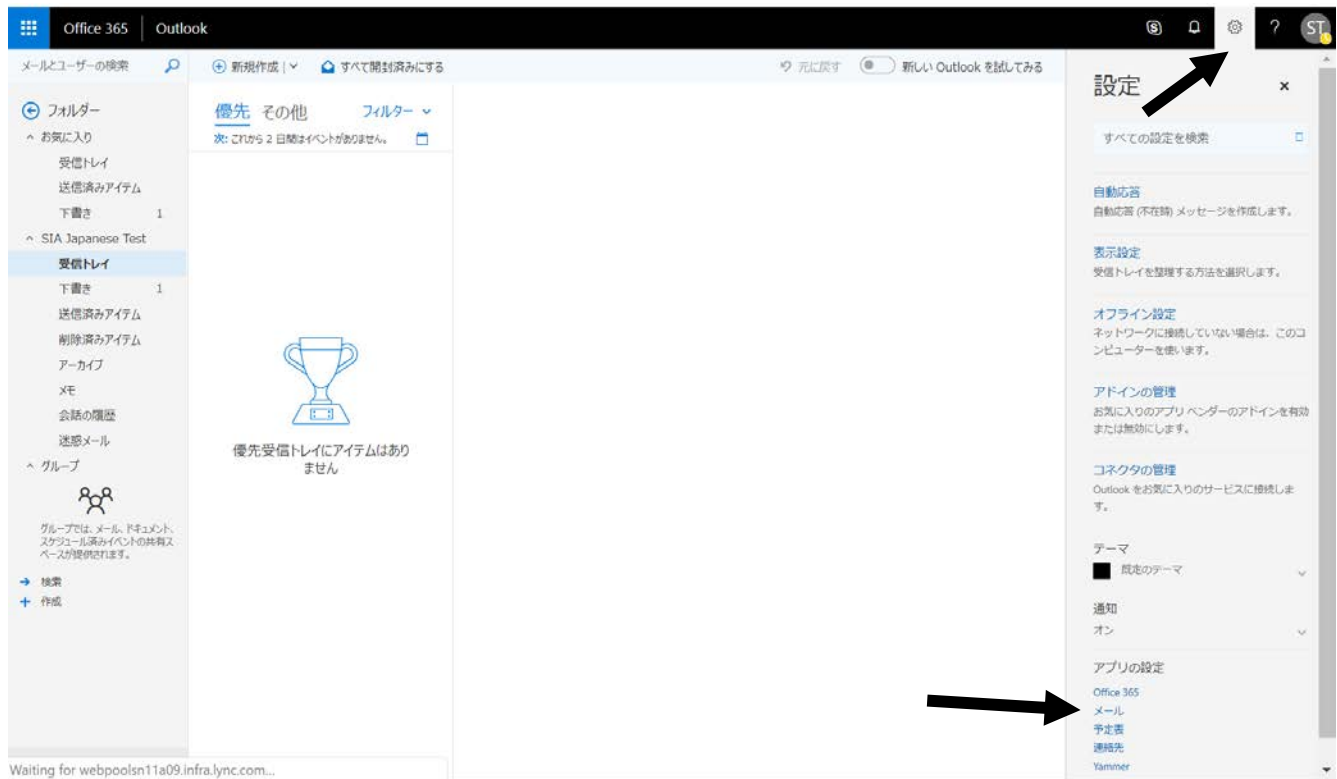 Office 365 Outlook
S
?
ST
メールとユーザーの検索
新規作成 |
すべて開封済みにする
元に戻す
新しい Outlook を試してみる
フォルダー
お気に入り
受信トレイ
送信済みアイテム
下書き 1
SIA Japanese Test
受信トレイ
下書き 1
送信済みアイテム
削除済みアイテム
アーカイブ
メモ
会話の履歴
迷惑メール
グループ
グループでは、メール、ドキュメント、
スケジュール済みイベントの共有ス
ペースが提供されます。
検索
作成
優先 その他 フィルター
次: これから 2 日間はイベントがありません。
優先受信トレイにアイテムはあり
ません
設定 ×
すべての設定を検索
自動応答
自動応答 (不在時) メッセージを作成します。
表示設定
受信トレイを整理する方法を選択します。
オフライン設定
ネットワークに接続していない場合は、このコ
ンピューターを使います。
アドインの管理
お気に入りのアプリ ベンダーのアドインを有効
または無効にします。
コネクタの管理
Outlook をお気に入りのサービスに接続しま
す。
テーマ
既定のテーマ
通知
オン
アプリの設定
Office 365
メール
予定表
連絡先
Yammer
Waiting for webpoolsn11a09.infra.lync.com...